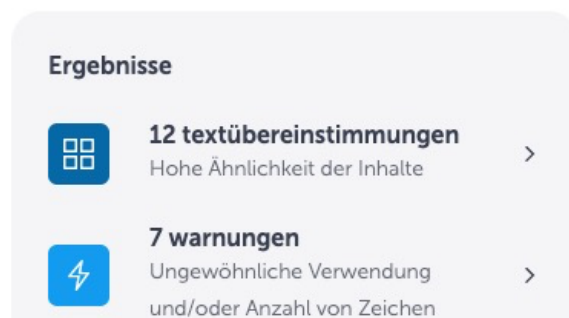 Ergebnisse
12 textübereinstimmungen
Hohe Ähnlichkeit der Inhalte
7 warnungen
Ungewöhnliche Verwendung
und/oder Anzahl von Zeichen